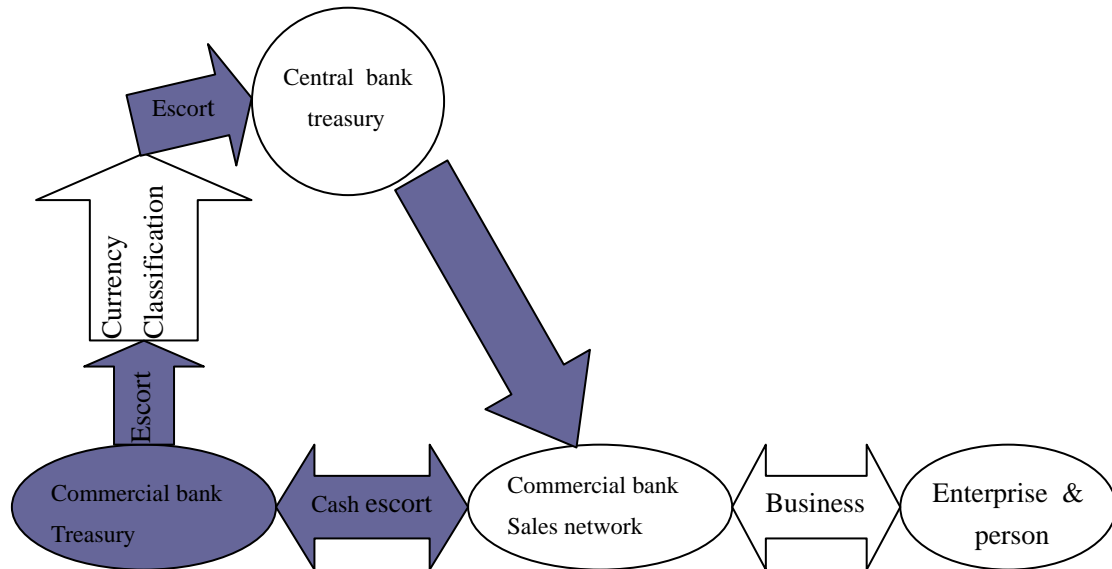 Central bank
treasury
Escort
Currency
Classification
Escort
Commercial bank
Treasury
Cash escort
Commercial bank
Sales network
Business
Enterprise &
person